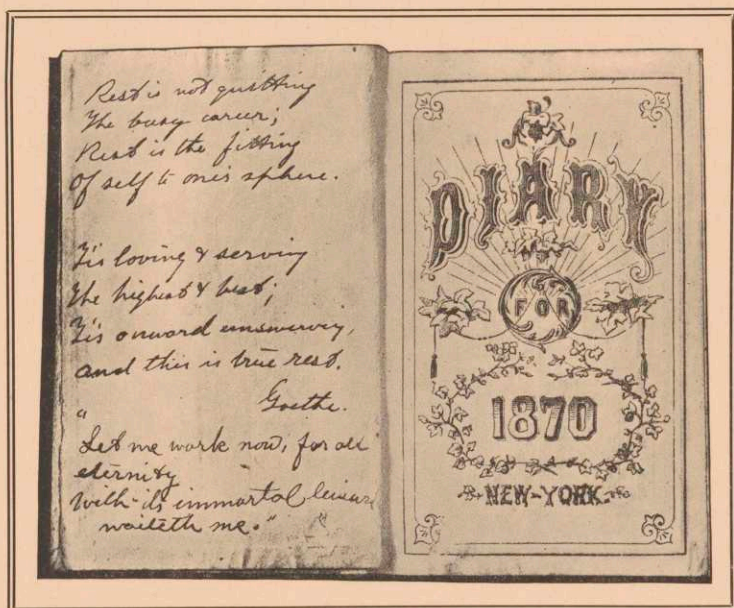 Rest is not quitting
The busy career;
Rest is the fitting
Of self to one's sphere.
'Tis loving & serving
The highest & best;
'Tis onward unswerving,
and this is true rest.
Goethe.
"Let me work now, for all
eternity
With its immortal leisure
waiteth me."
DIARY
FOR
1870
NEW-YORK.